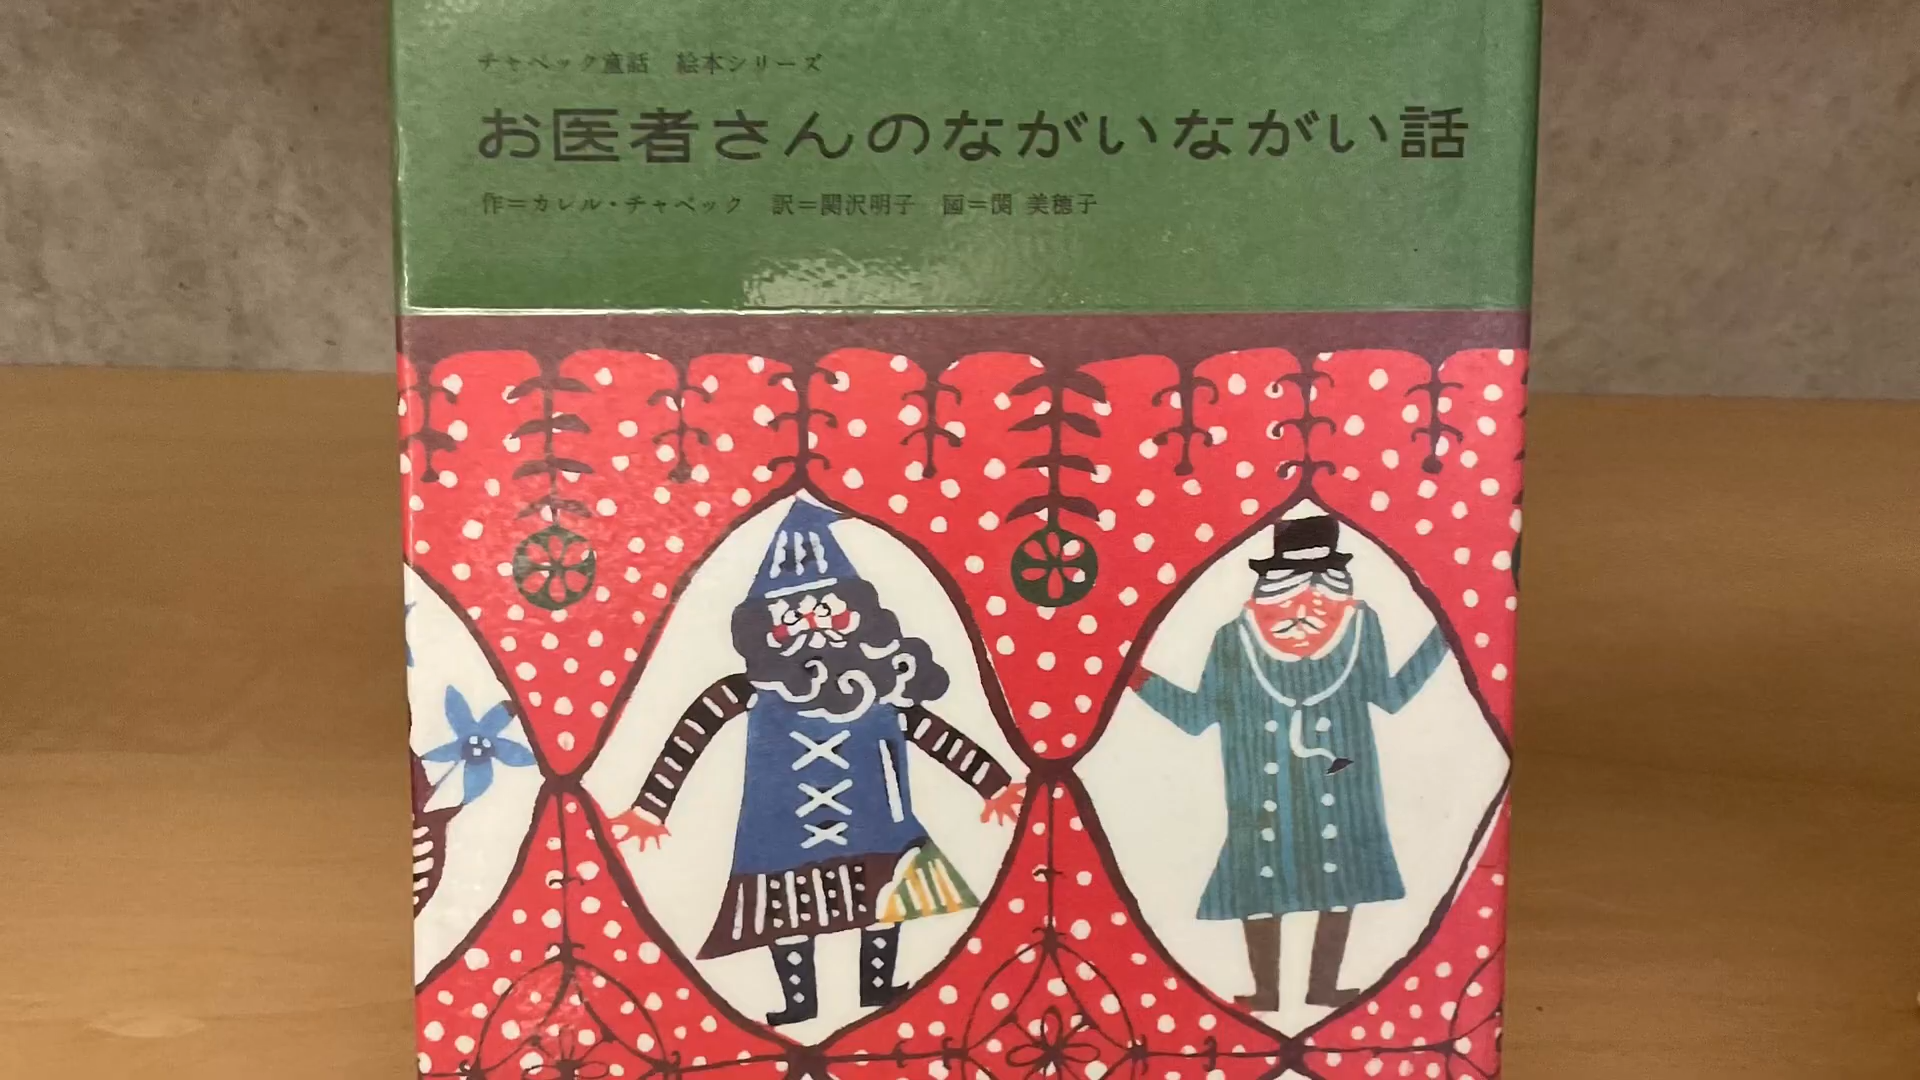 チャペック童話　絵本シリーズ
お医者さんのながいながい話
作＝カレル・チャペック　訳＝関沢明子　図＝関 美穂子